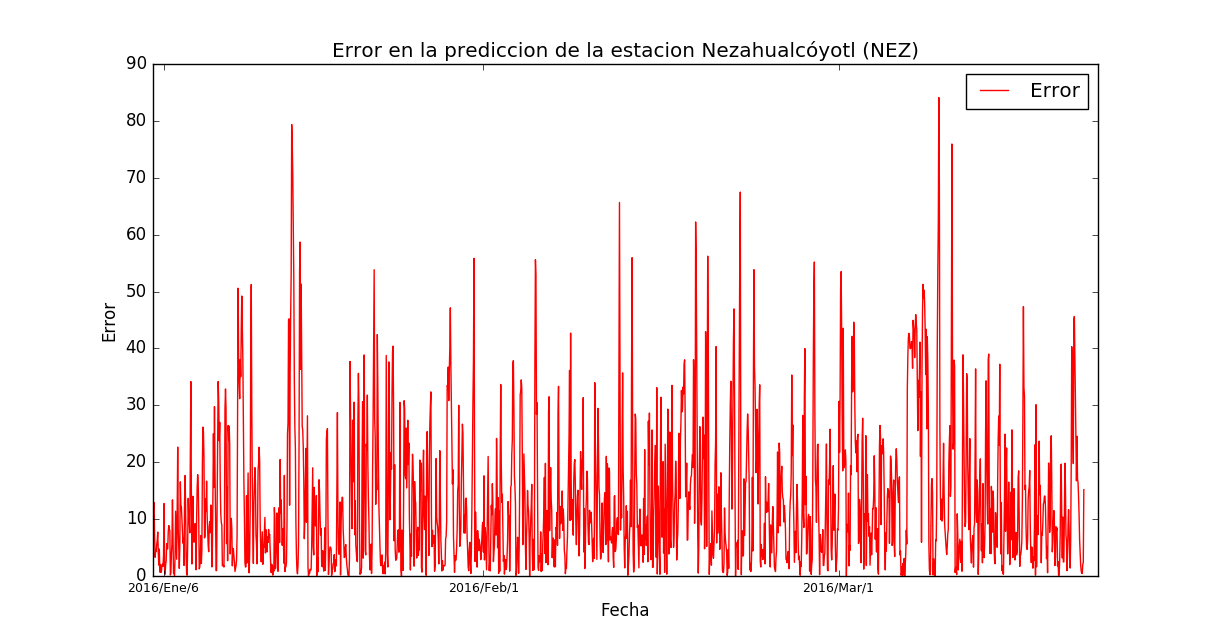 Error en la prediccion de la estacion Nezahualcóyotl (NEZ)
90
80
70
60
50
40
30
20
10
0
Error
Error
2016/Ene/6 2016/Feb/1 2016/Mar/1
Fecha